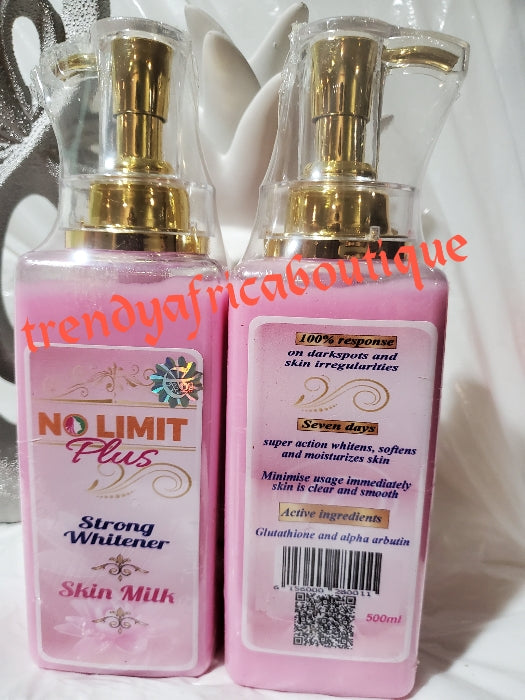 trendyafricaboutique
NO LIMIT
Plus
Strong
Whitener
Skin Milk
100% response
on darkspots and
skin irregularities
Seven days
super action whitens, softens
and moisturizes skin
Minimise usage immediately
skin is clear and smooth
Active ingredients
Glutathione and alpha arbutin
500ml